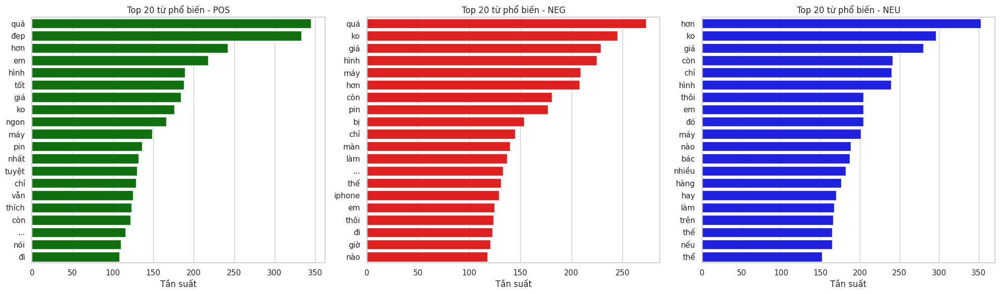 Top 20 từ phổ biến - POS
quá
đẹp
hơn
em
hình
tốt
giá
ko
ngon
máy
pin
nhất
tuyệt
chỉ
vẫn
thích
còn
...
nói
đi
0 50 100 150 200 250 300 350
Tần suất
Top 20 từ phổ biến - NEG
quá
ko
giá
hình
máy
hơn
còn
pin
bị
chỉ
màn
làm
...
thế
iphone
em
thôi
đi
giờ
nào
0 50 100 150 200 250
Tần suất
Top 20 từ phổ biến - NEU
hơn
ko
giá
còn
chỉ
hình
thôi
em
đó
máy
nào
bác
nhiều
hàng
hay
làm
trên
thế
nếu
thể
0 50 100 150 200 250 300 350
Tần suất